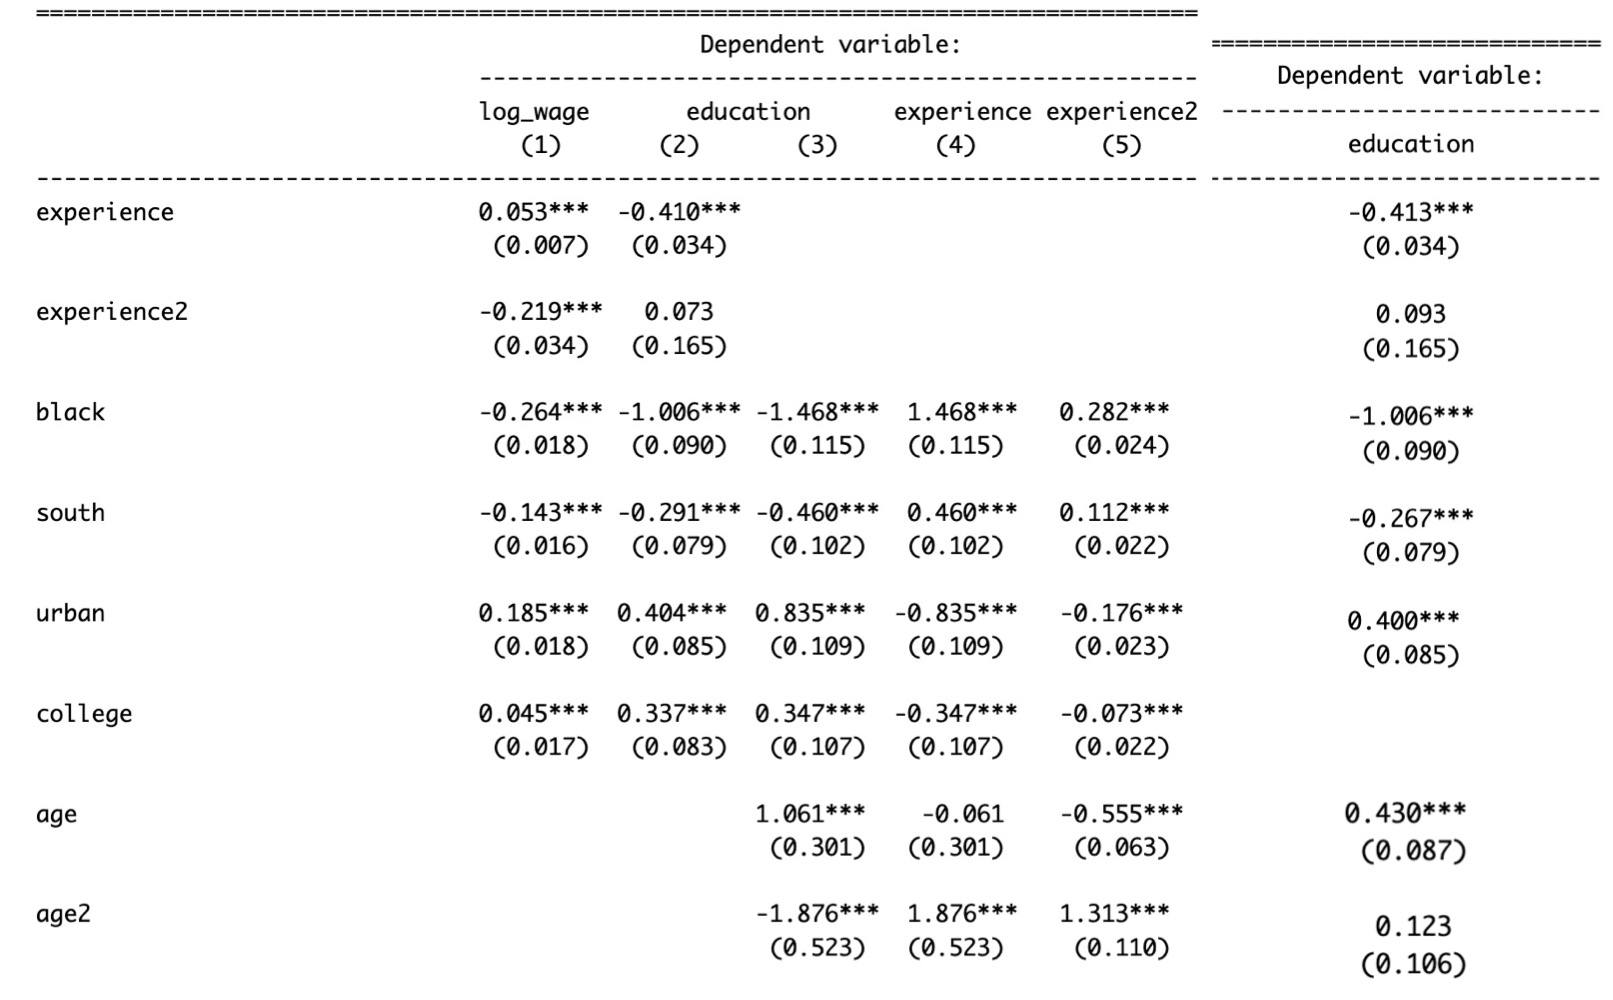 ================================================================================
Dependent variable:
----------------------------------------------------
log_wage education experience experience2
(1) (2) (3) (4) (5)
--------------------------------------------------------------------------------
experience 0.053*** -0.410***
(0.007) (0.034)
experience2 -0.219*** 0.073
(0.034) (0.165)
black -0.264*** -1.006*** -1.468*** 1.468*** 0.282***
(0.018) (0.090) (0.115) (0.115) (0.024)
south -0.143*** -0.291*** -0.460*** 0.460*** 0.112***
(0.016) (0.079) (0.102) (0.102) (0.022)
urban 0.185*** 0.404*** 0.835*** -0.835*** -0.176***
(0.018) (0.085) (0.109) (0.109) (0.023)
college 0.045*** 0.337*** 0.347*** -0.347*** -0.073***
(0.017) (0.083) (0.107) (0.107) (0.022)
age 1.061*** -0.061 -0.555***
(0.301) (0.301) (0.063)
age2 -1.876*** 1.876*** 1.313***
(0.523) (0.523) (0.110)
============================
Dependent variable:
---------------------------
education
----------------------------
-0.413***
(0.034)
0.093
(0.165)
-1.006***
(0.090)
-0.267***
(0.079)
0.400***
(0.085)
0.430***
(0.087)
0.123
(0.106)